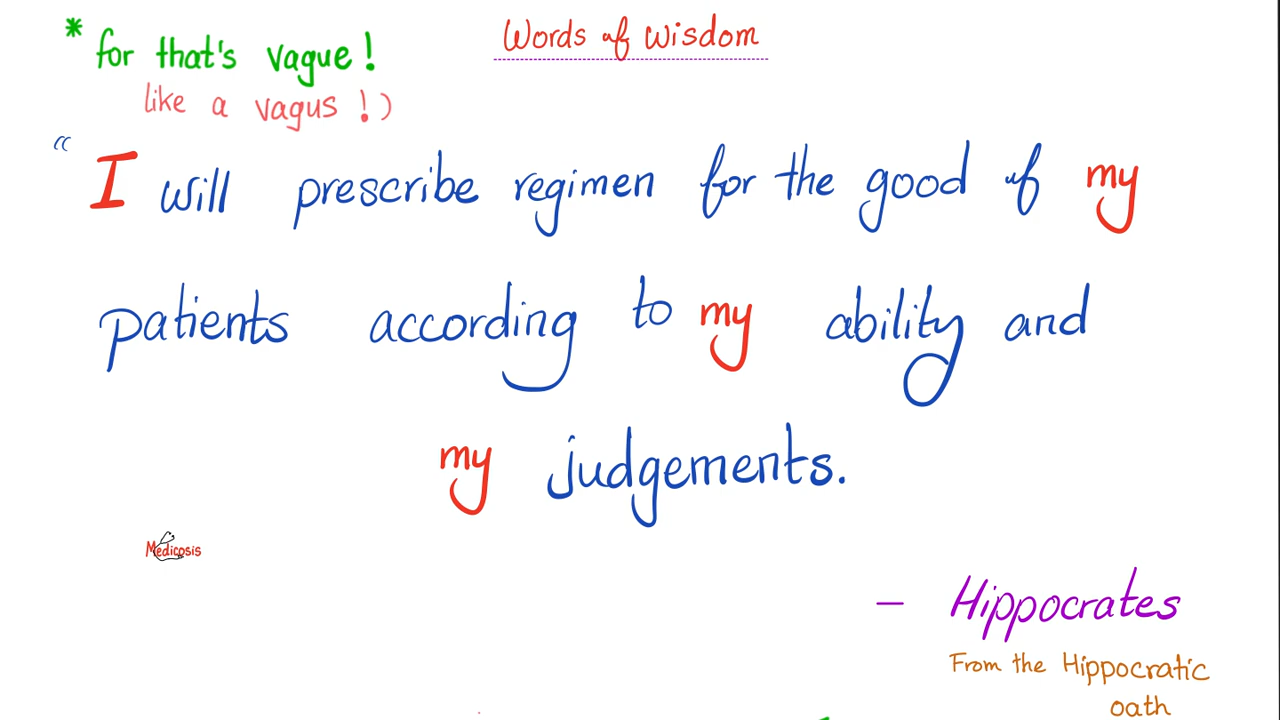 * for that's vague!
Words of Wisdom
like a vagus!)
“ I will prescribe regimen for the good of my
patients according to my ability and
my judgements.
Medicosis
– Hippocrates
From the Hippocratic
oath